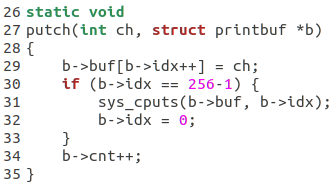 26 static void
27 putch(int ch, struct printbuf *b)
28 {
29     b->buf[b->idx++] = ch;
30     if (b->idx == 256-1) {
31         sys_cputs(b->buf, b->idx);
32         b->idx = 0;
33     }
34     b->cnt++;
35 }